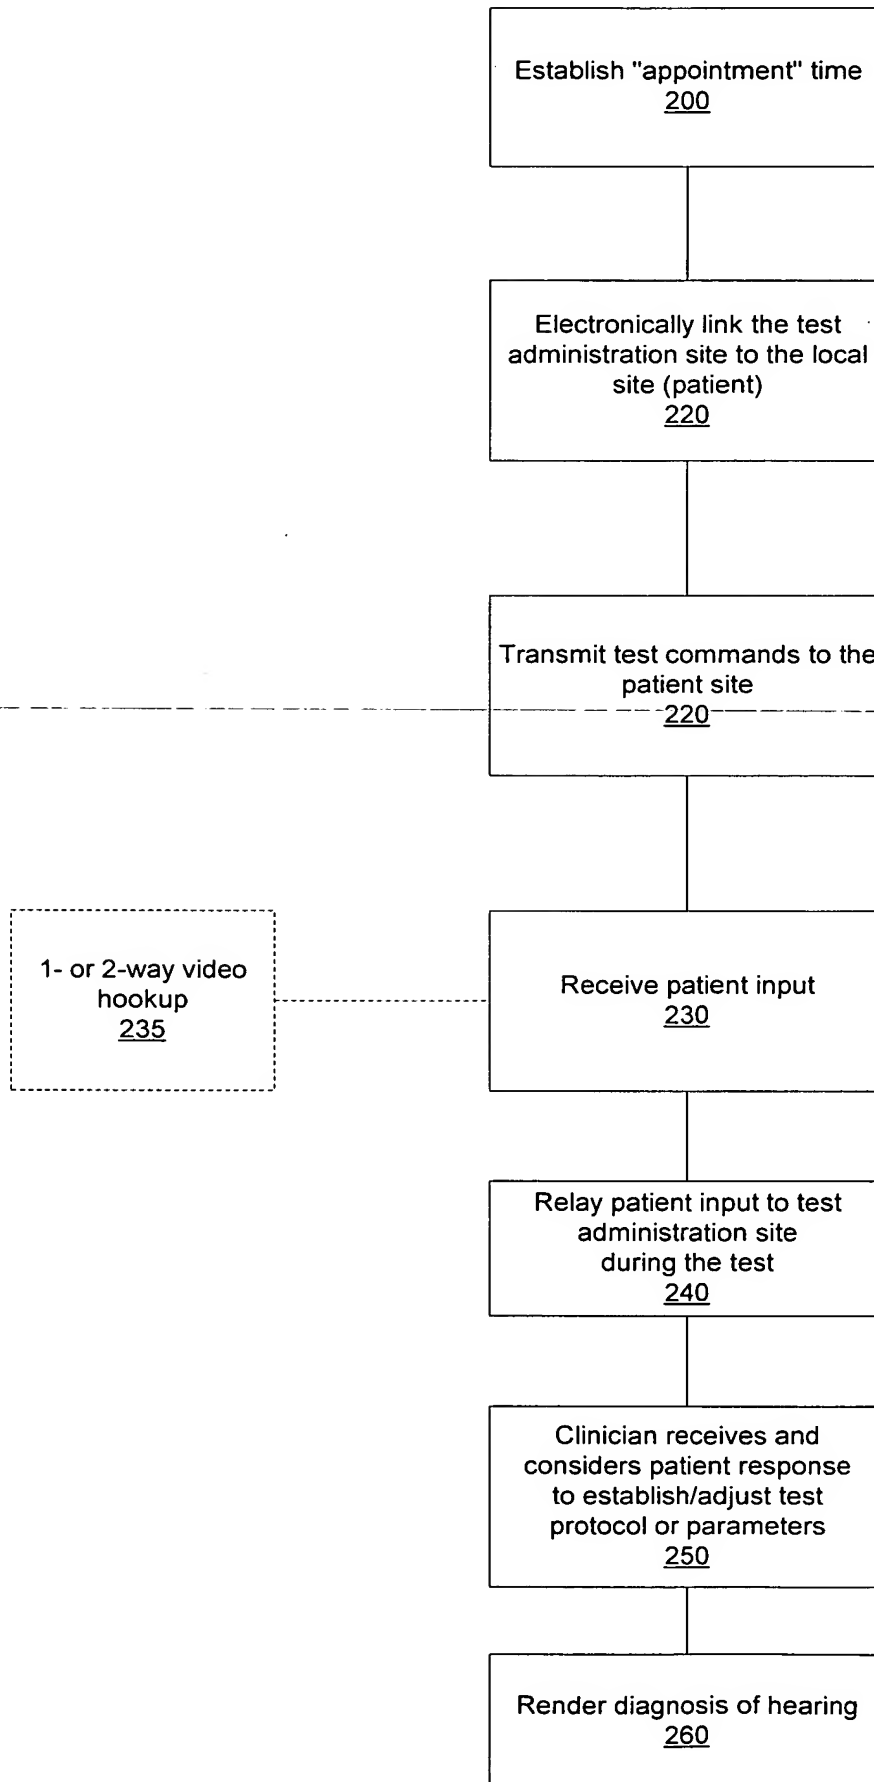 Establish "appointment" time
200
Electronically link the test
administration site to the local
site (patient)
220
Transmit test commands to the
patient site
220
1- or 2-way video
hookup
235
Receive patient input
230
Relay patient input to test
administration site
during the test
240
Clinician receives and
considers patient response
to establish/adjust test
protocol or parameters
250
Render diagnosis of hearing
260